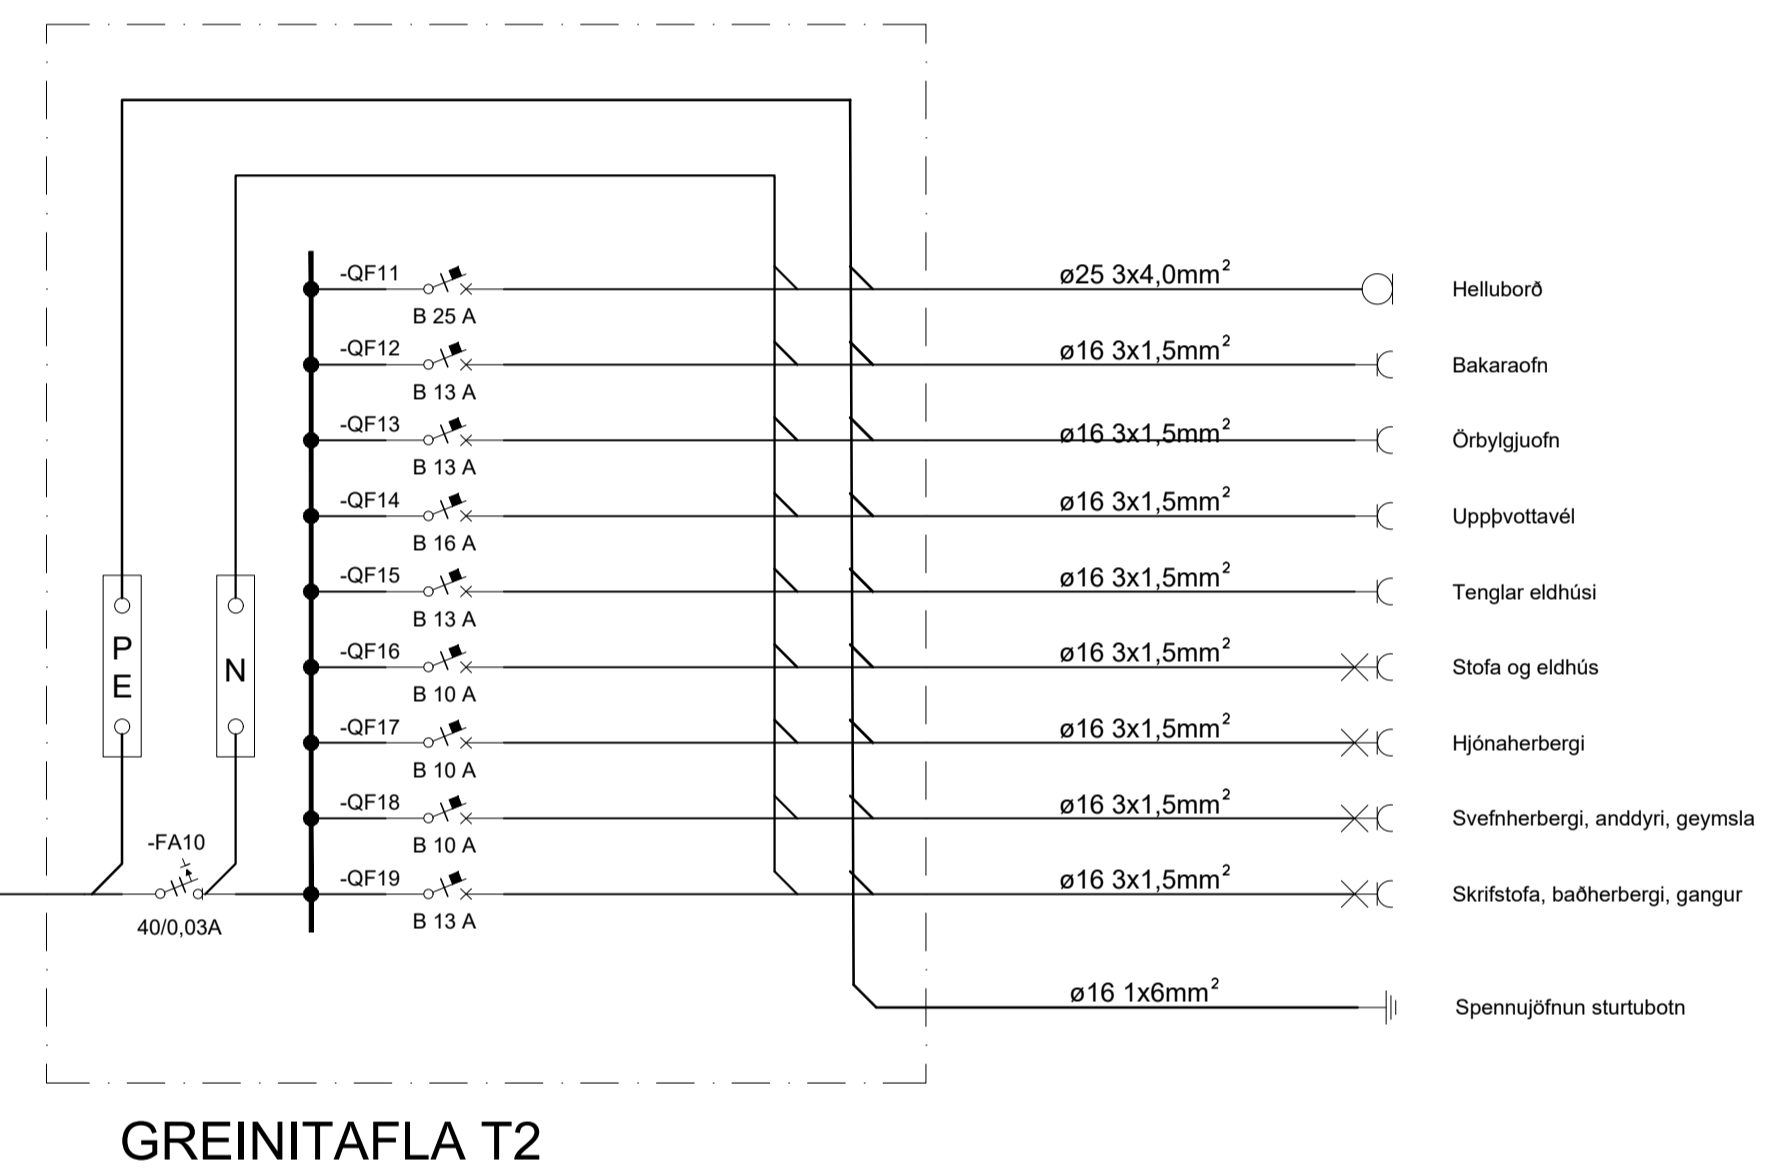 -QF11
B 25 A
ø25 3x4,0mm²
Helluborð
-QF12
B 13 A
ø16 3x1,5mm²
Bakaraofn
-QF13
B 13 A
ø16 3x1,5mm²
Örbylgjuofn
-QF14
B 16 A
ø16 3x1,5mm²
Uppþvottavél
-QF15
B 13 A
ø16 3x1,5mm²
Tenglar eldhúsi
P
E
N
-QF16
B 10 A
ø16 3x1,5mm²
Stofa og eldhús
-QF17
B 10 A
ø16 3x1,5mm²
Hjónaherbergi
-QF18
B 10 A
ø16 3x1,5mm²
Svefnherbergi, anddyri, geymsla
-FA10
40/0,03A
-QF19
B 13 A
ø16 3x1,5mm²
Skrifstofa, baðherbergi, gangur
ø16 1x6mm²
Spennujöfnun sturtubotn
GREINITAFLA T2